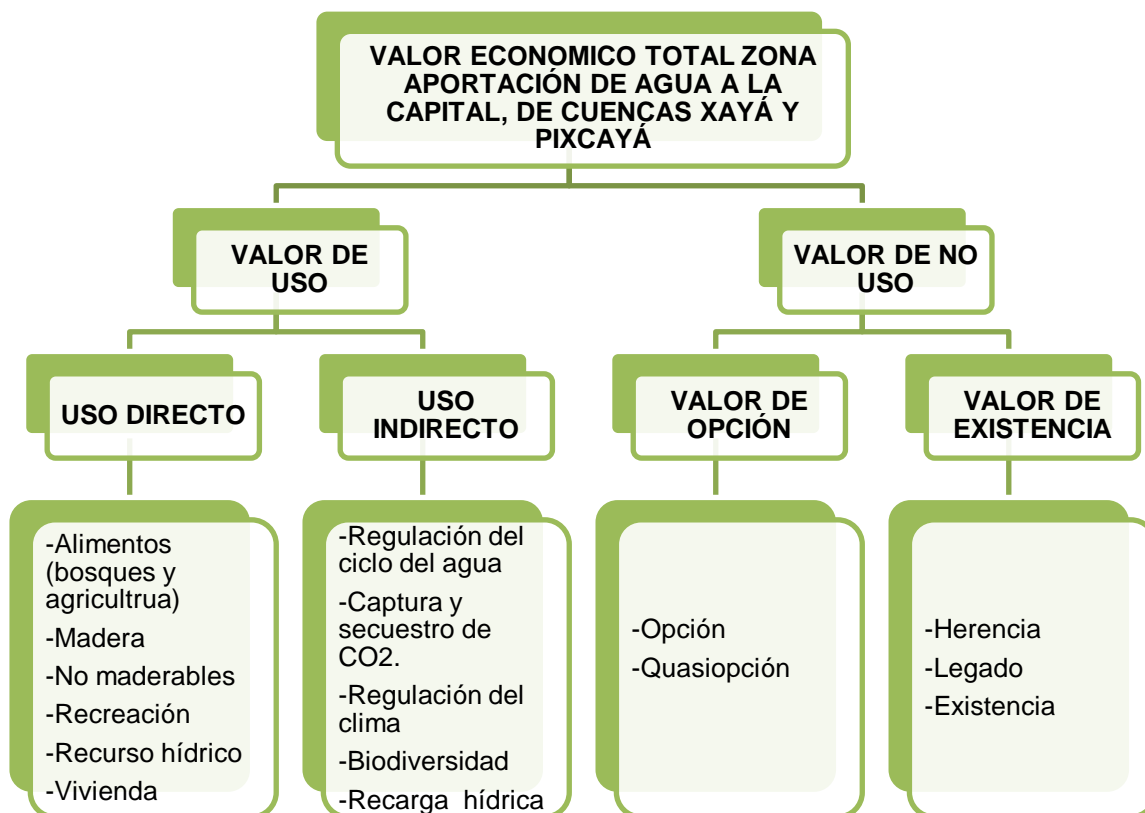 VALOR ECONOMICO TOTAL ZONA
APORTACIÓN DE AGUA A LA
CAPITAL, DE CUENCAS XAYÁ Y
PIXCAYÁ
VALOR DE
USO
VALOR DE NO
USO
USO DIRECTO
USO
INDIRECTO
VALOR DE
OPCIÓN
VALOR DE
EXISTENCIA
-Alimentos
(bosques y
agricultrua)
-Madera
-No maderables
-Recreación
-Recurso hídrico
-Vivienda
-Regulación del
ciclo del agua
-Captura y
secuestro de
CO2.
-Regulación del
clima
-Biodiversidad
-Recarga hídrica
-Opción
-Quasiopción
-Herencia
-Legado
-Existencia